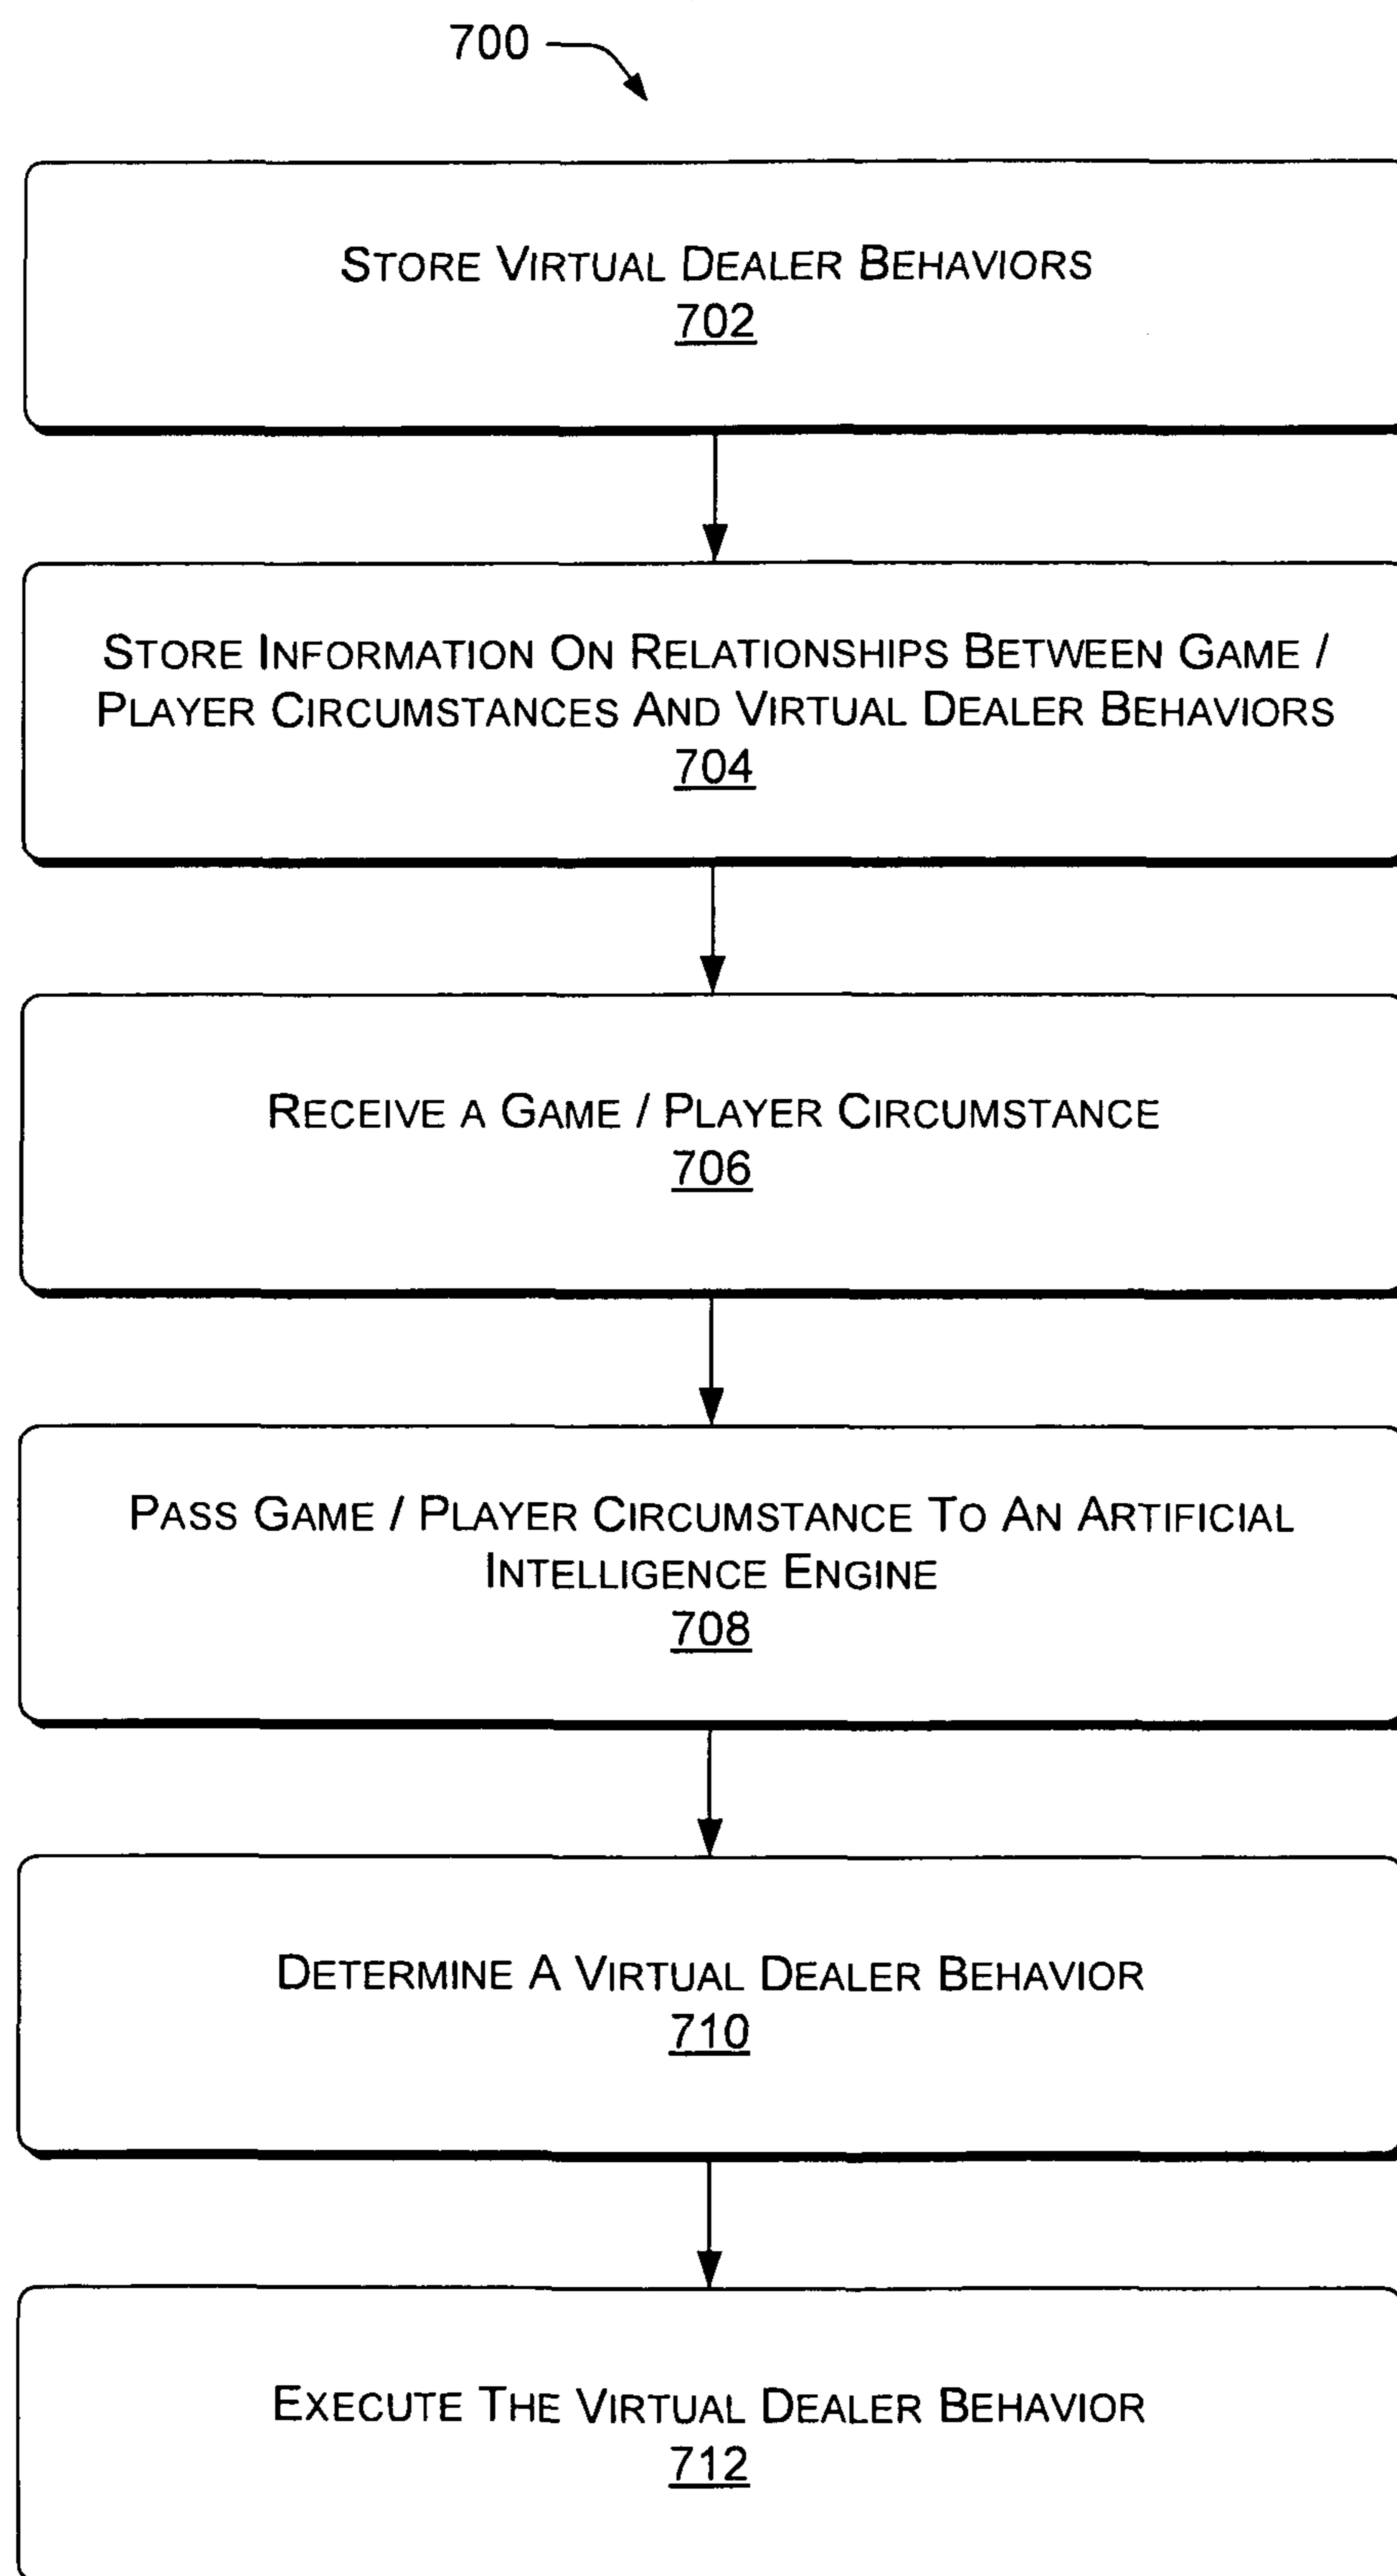 700
STORE VIRTUAL DEALER BEHAVIORS
702
STORE INFORMATION ON RELATIONSHIPS BETWEEN GAME /
PLAYER CIRCUMSTANCES AND VIRTUAL DEALER BEHAVIORS
704
RECEIVE A GAME / PLAYER CIRCUMSTANCE
706
PASS GAME / PLAYER CIRCUMSTANCE TO AN ARTIFICIAL
INTELLIGENCE ENGINE
708
DETERMINE A VIRTUAL DEALER BEHAVIOR
710
EXECUTE THE VIRTUAL DEALER BEHAVIOR
712